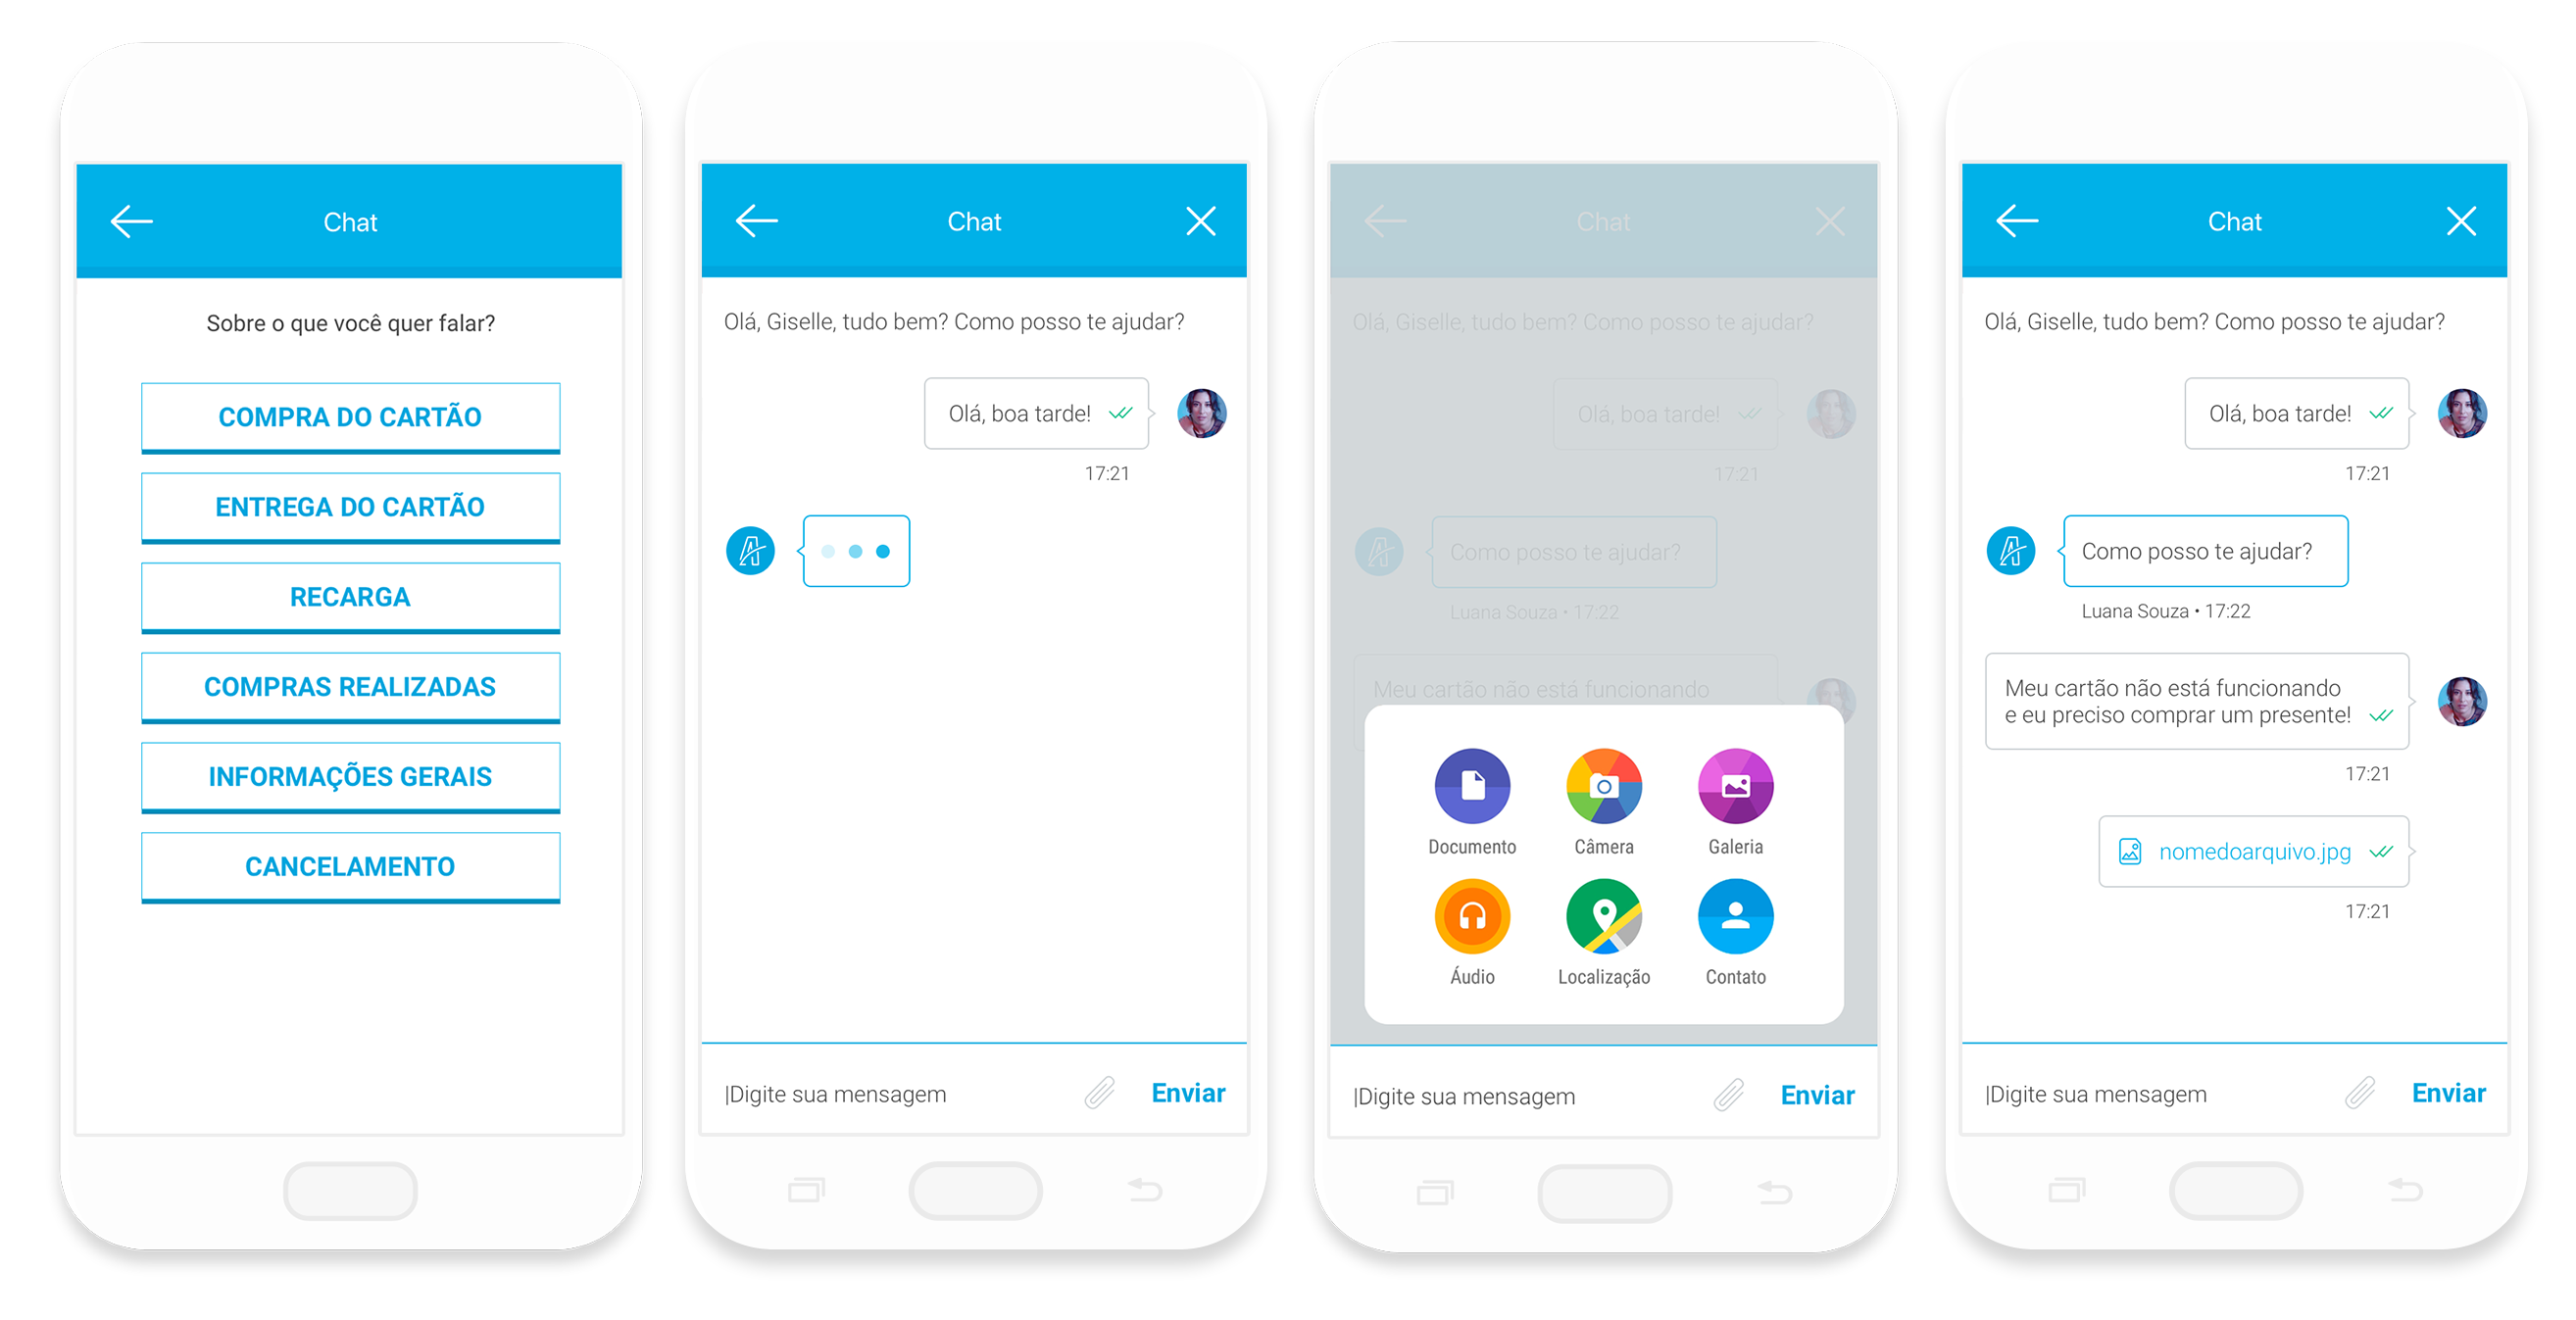 Chat
Sobre o que você quer falar?
COMPRA DO CARTÃO
ENTREGA DO CARTÃO
RECARGA
COMPRAS REALIZADAS
INFORMAÇÕES GERAIS
CANCELAMENTO
Chat
Olá, Giselle, tudo bem? Como posso te ajudar?
Olá, boa tarde!
17:21
|Digite sua mensagem
Enviar
Chat
Olá, Giselle, tudo bem? Como posso te ajudar?
Olá, boa tarde!
17:21
Como posso te ajudar?
Luana Souza • 17:22
Meu cartão não está funcionando
Documento
Câmera
Galeria
Áudio
Localização
Contato
|Digite sua mensagem
Enviar
Chat
Olá, Giselle, tudo bem? Como posso te ajudar?
Olá, boa tarde!
17:21
Como posso te ajudar?
Luana Souza • 17:22
Meu cartão não está funcionando
e eu preciso comprar um presente!
17:21
nomedoarquivo.jpg
17:21
|Digite sua mensagem
Enviar